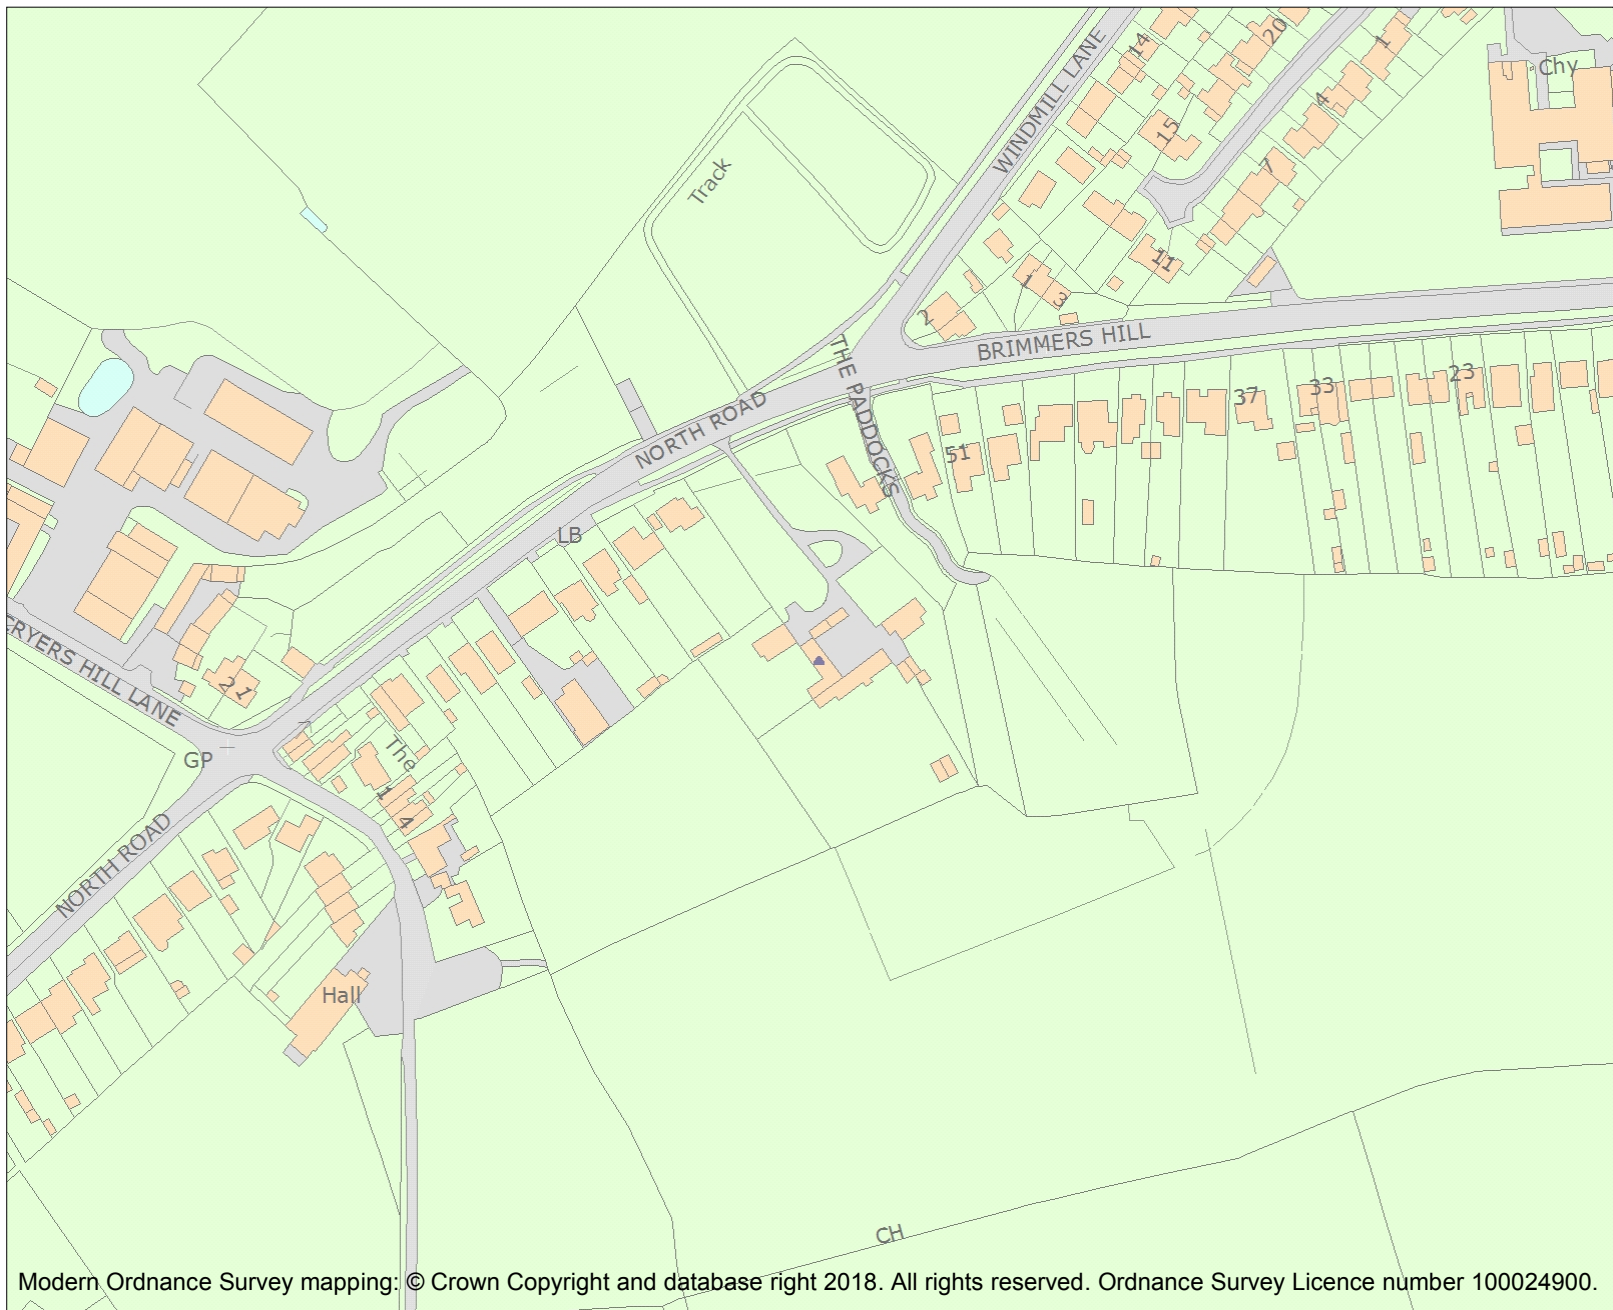 14
20
1
Chy
WINDMILL LANE
4
15
Track
7
11
1
3
2
BRIMMERS HILL
THE PADDOCKS
NORTH ROAD
37
33
23
51
LB
CRYERS HILL LANE
2
1
7
GP
The
1
4
NORTH ROAD
Hall
CH
Modern Ordnance Survey mapping: © Crown Copyright and database right 2018. All rights reserved. Ordnance Survey Licence number 100024900.